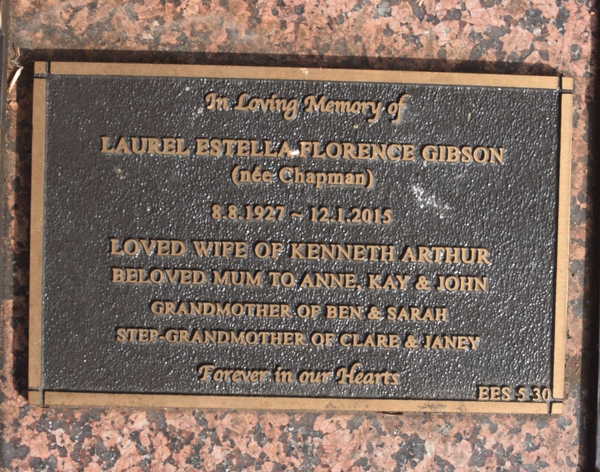 In Loving Memory of
LAUREL ESTELLA FLORENCE GIBSON
(née Chapman)
8.8.1927 ~ 12.1.2015
LOVED WIFE OF KENNETH ARTHUR
BELOVED MUM TO ANNE, KAY & JOHN
GRANDMOTHER OF BEN & SARAH
STEP-GRANDMOTHER OF CLARE & JANEY
Forever in our Hearts
EES 5 30